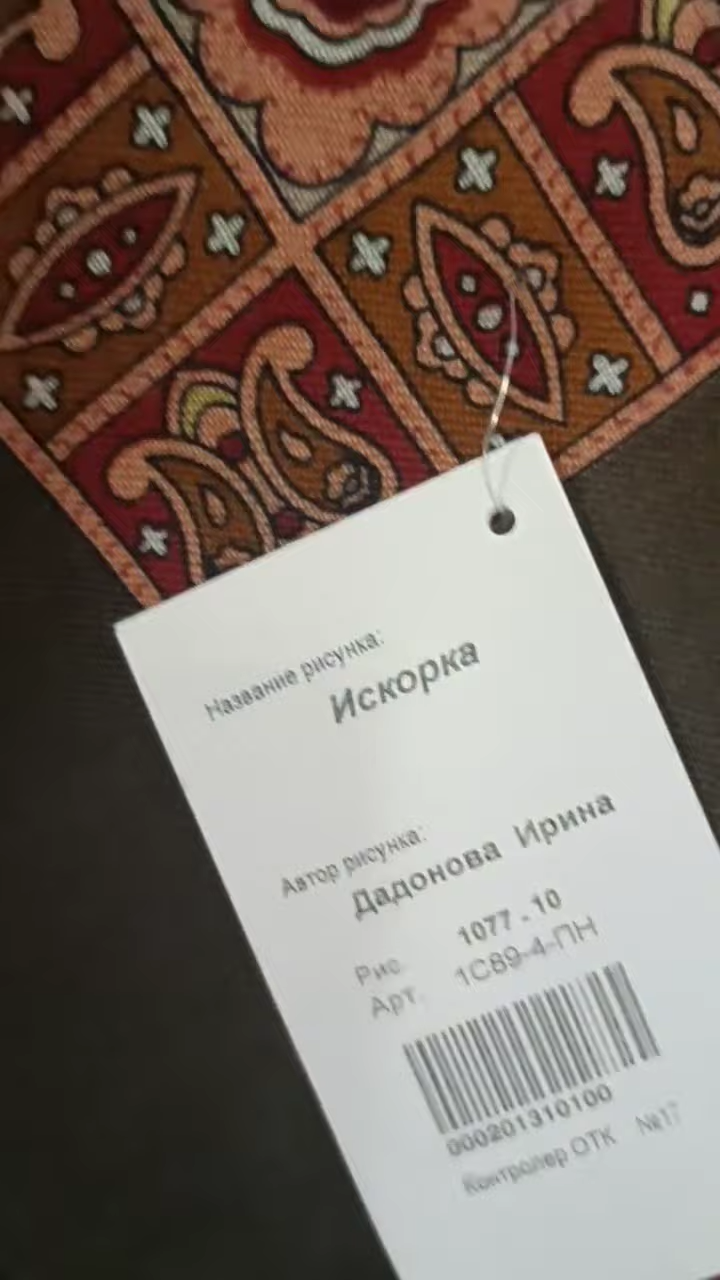 Название рисунка:
Искорка
Автор рисунка:
Дадонова Ирина
Рис. 1077 - 10
Арт. 1С89-4-ПН
000201310100
Контролер ОТК №17